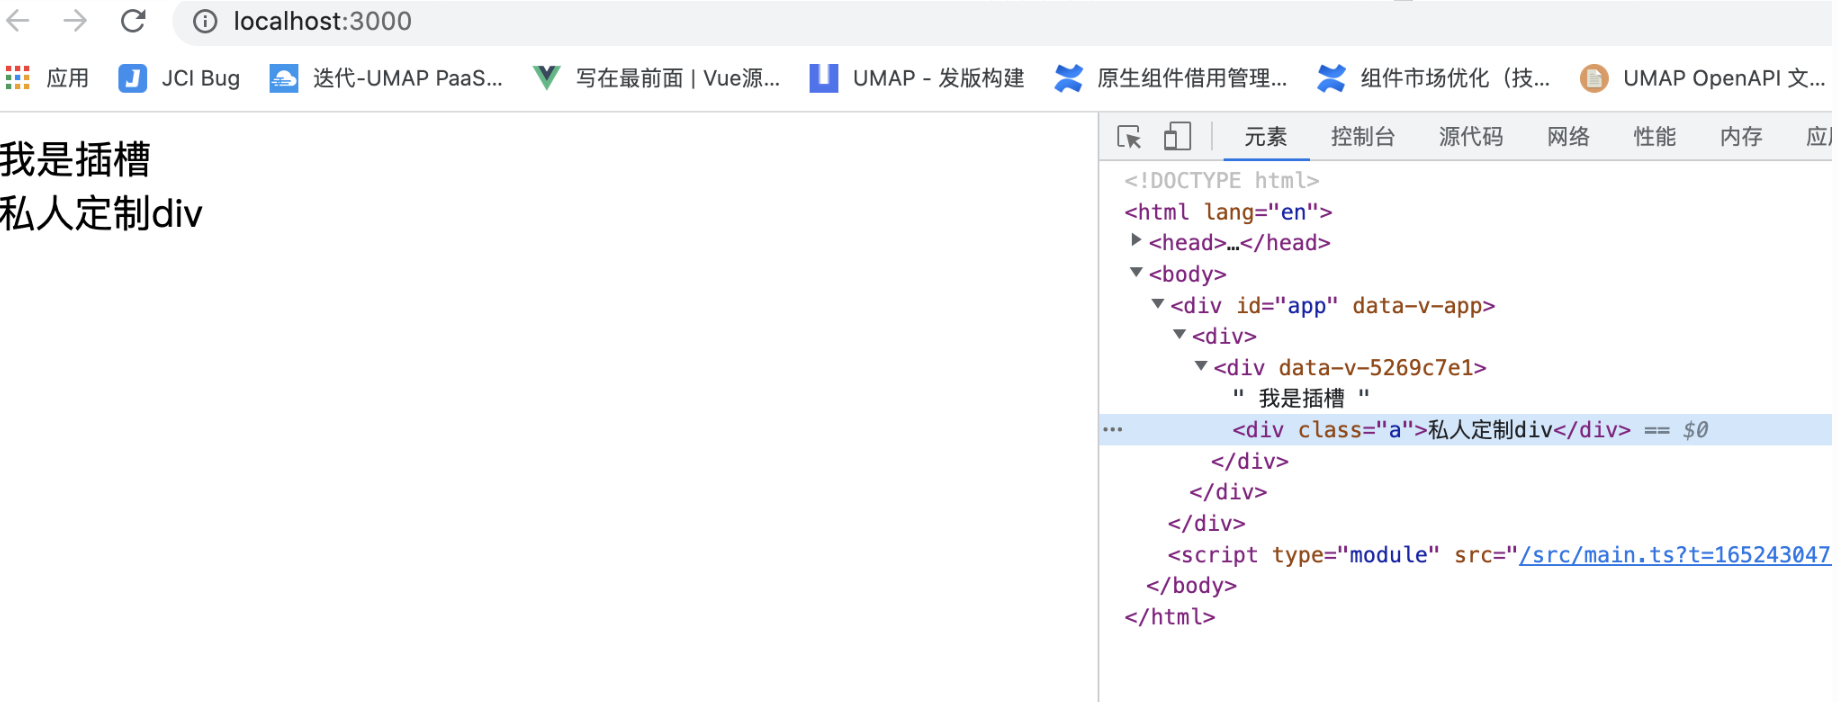 localhost:3000
应用 JCI Bug 迭代-UMAP PaaS... 写在最前面 | Vue源... UMAP - 发版构建 原生组件借用管理... 组件市场优化（技... UMAP OpenAPI 文...
我是插槽
私人定制div
元素 控制台 源代码 网络 性能 内存
<!DOCTYPE html>
<html lang="en">
<head>…</head>
<body>
<div id="app" data-v-app>
<div>
<div data-v-5269c7e1>
" 我是插槽 "
<div class="a">私人定制div</div> == $0
</div>
</div>
</div>
<script type="module" src="/src/main.ts?t=165243047
</body>
</html>